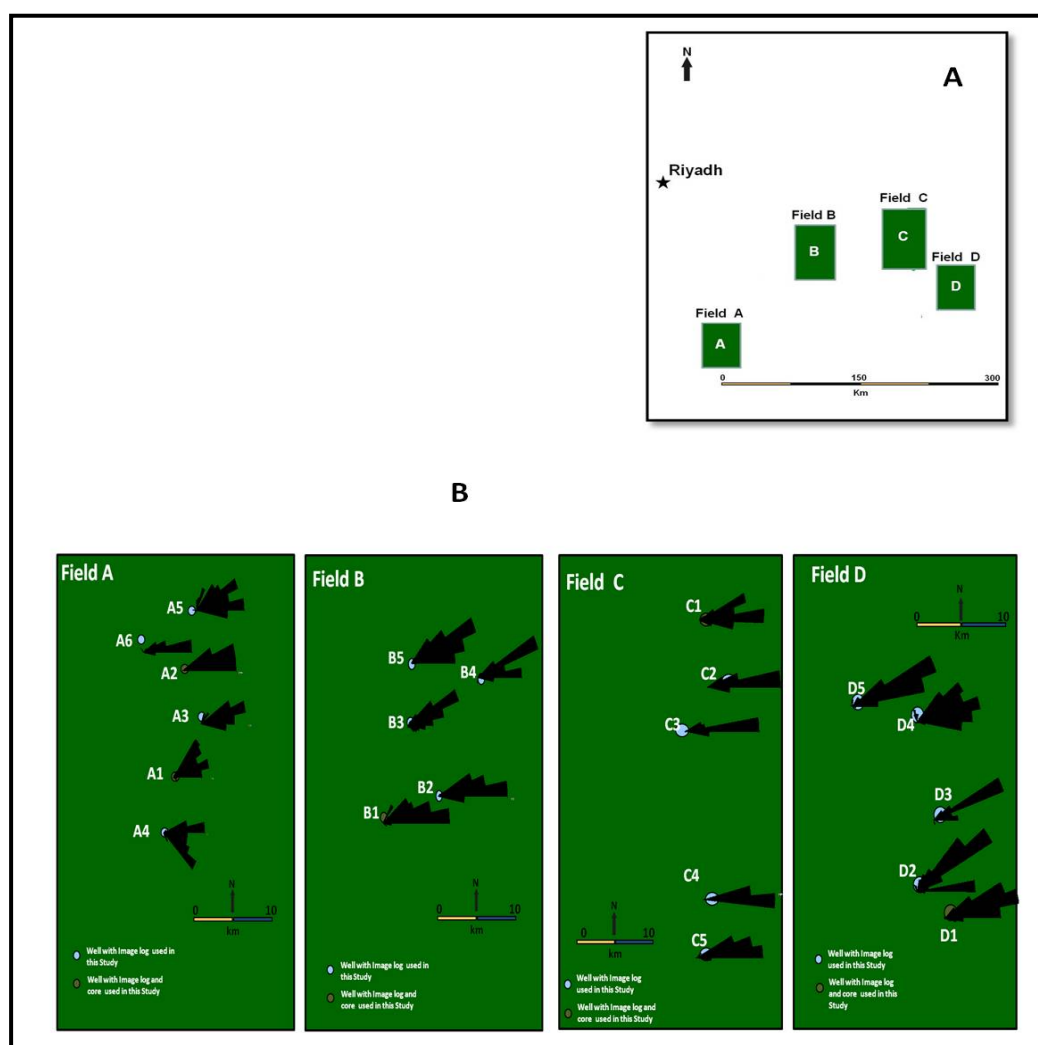 N
A
Riyadh
Field B
B
Field C
C
Field D
D
Field A
A
0 150 300
Km
B
Field A
A5
A6
A2
A3
A1
A4
N
0 10
km
Well with Image log used in
this Study
Well with Image log and
core used in this Study
Field B
B5
B4
B3
B2
B1
N
0 10
km
Well with Image log used in
this Study
Well with Image log and
core used in this Study
Field C
C1
C2
C3
C4
C5
N
0 10
km
Well with Image log
used in this Study
Well with Image log and
core used in this Study
Field D
N
0 10
Km
D5
D4
D3
D2
D1
Well with Image log
used in this Study
Well with Image log
and core used in this
Study